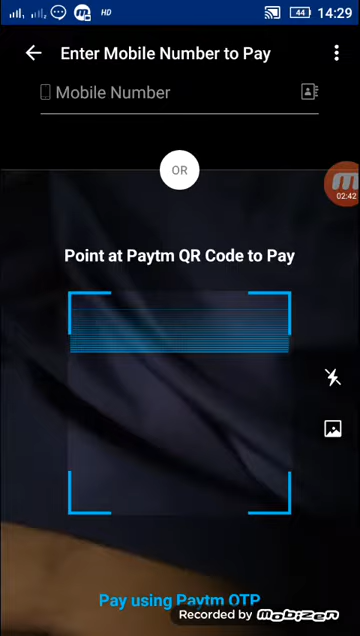 44 14:29
HD
Enter Mobile Number to Pay
Mobile Number
OR
02:42
Point at Paytm QR Code to Pay
Pay using Paytm OTP
Recorded by mobizen